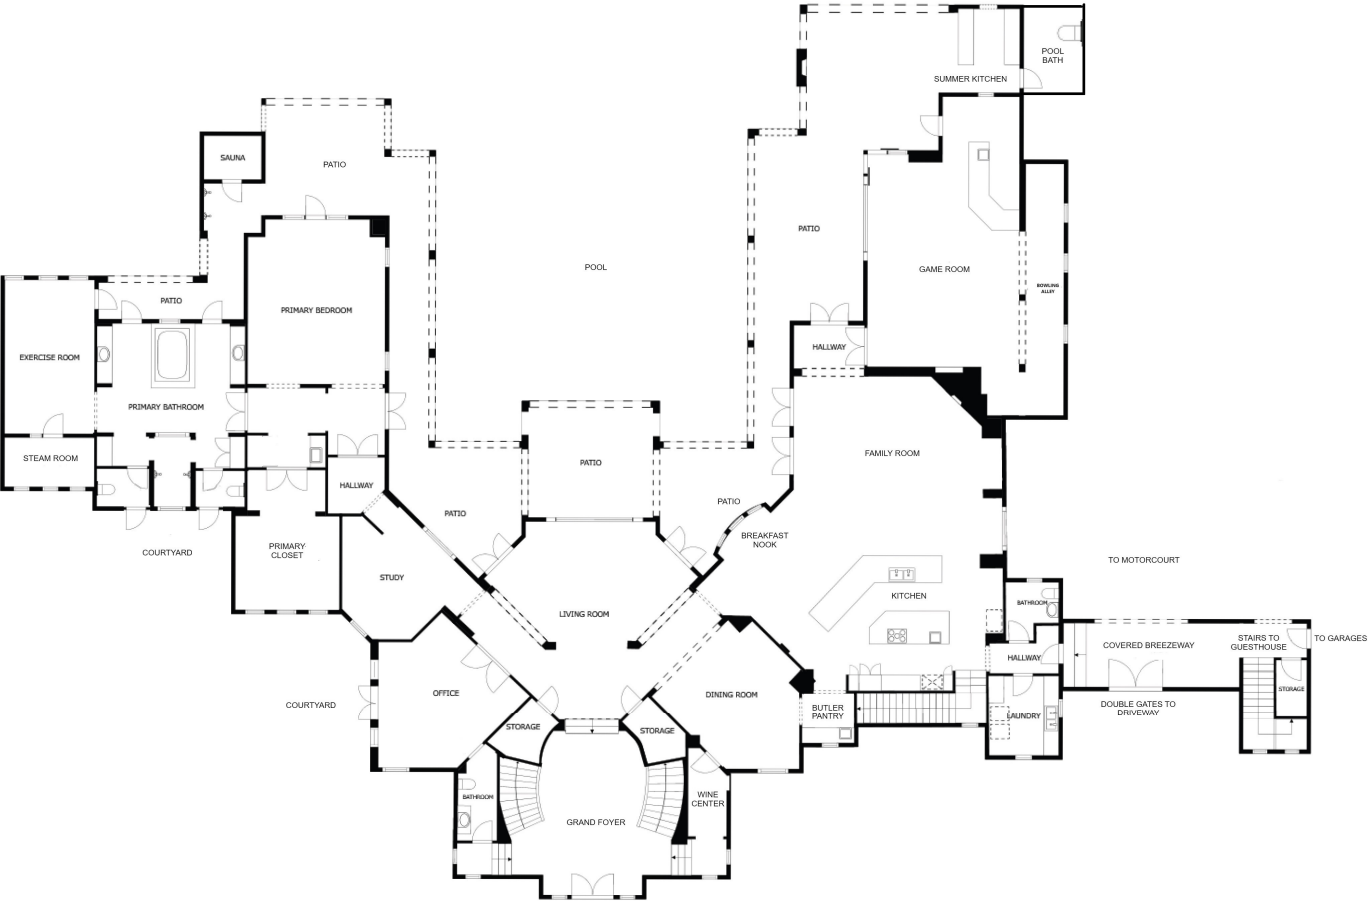 POOL
BATH
SUMMER KITCHEN
SAUNA
PATIO
PATIO
POOL
GAME ROOM
BOWLING
ALLEY
PATIO
PRIMARY BEDROOM
EXERCISE ROOM
HALLWAY
PRIMARY BATHROOM
STEAM ROOM
PATIO
FAMILY ROOM
HALLWAY
PATIO
PATIO
BREAKFAST
NOOK
COURTYARD
PRIMARY
CLOSET
STUDY
TO MOTORCOURT
LIVING ROOM
KITCHEN
BATHROOM
TO GARAGES
COVERED BREEZEWAY
STAIRS TO
GUESTHOUSE
HALLWAY
OFFICE
DINING ROOM
STORAGE
COURTYARD
BUTLER
PANTRY
LAUNDRY
DOUBLE GATES TO
DRIVEWAY
STORAGE
STORAGE
BATHROOM
WINE
CENTER
GRAND FOYER